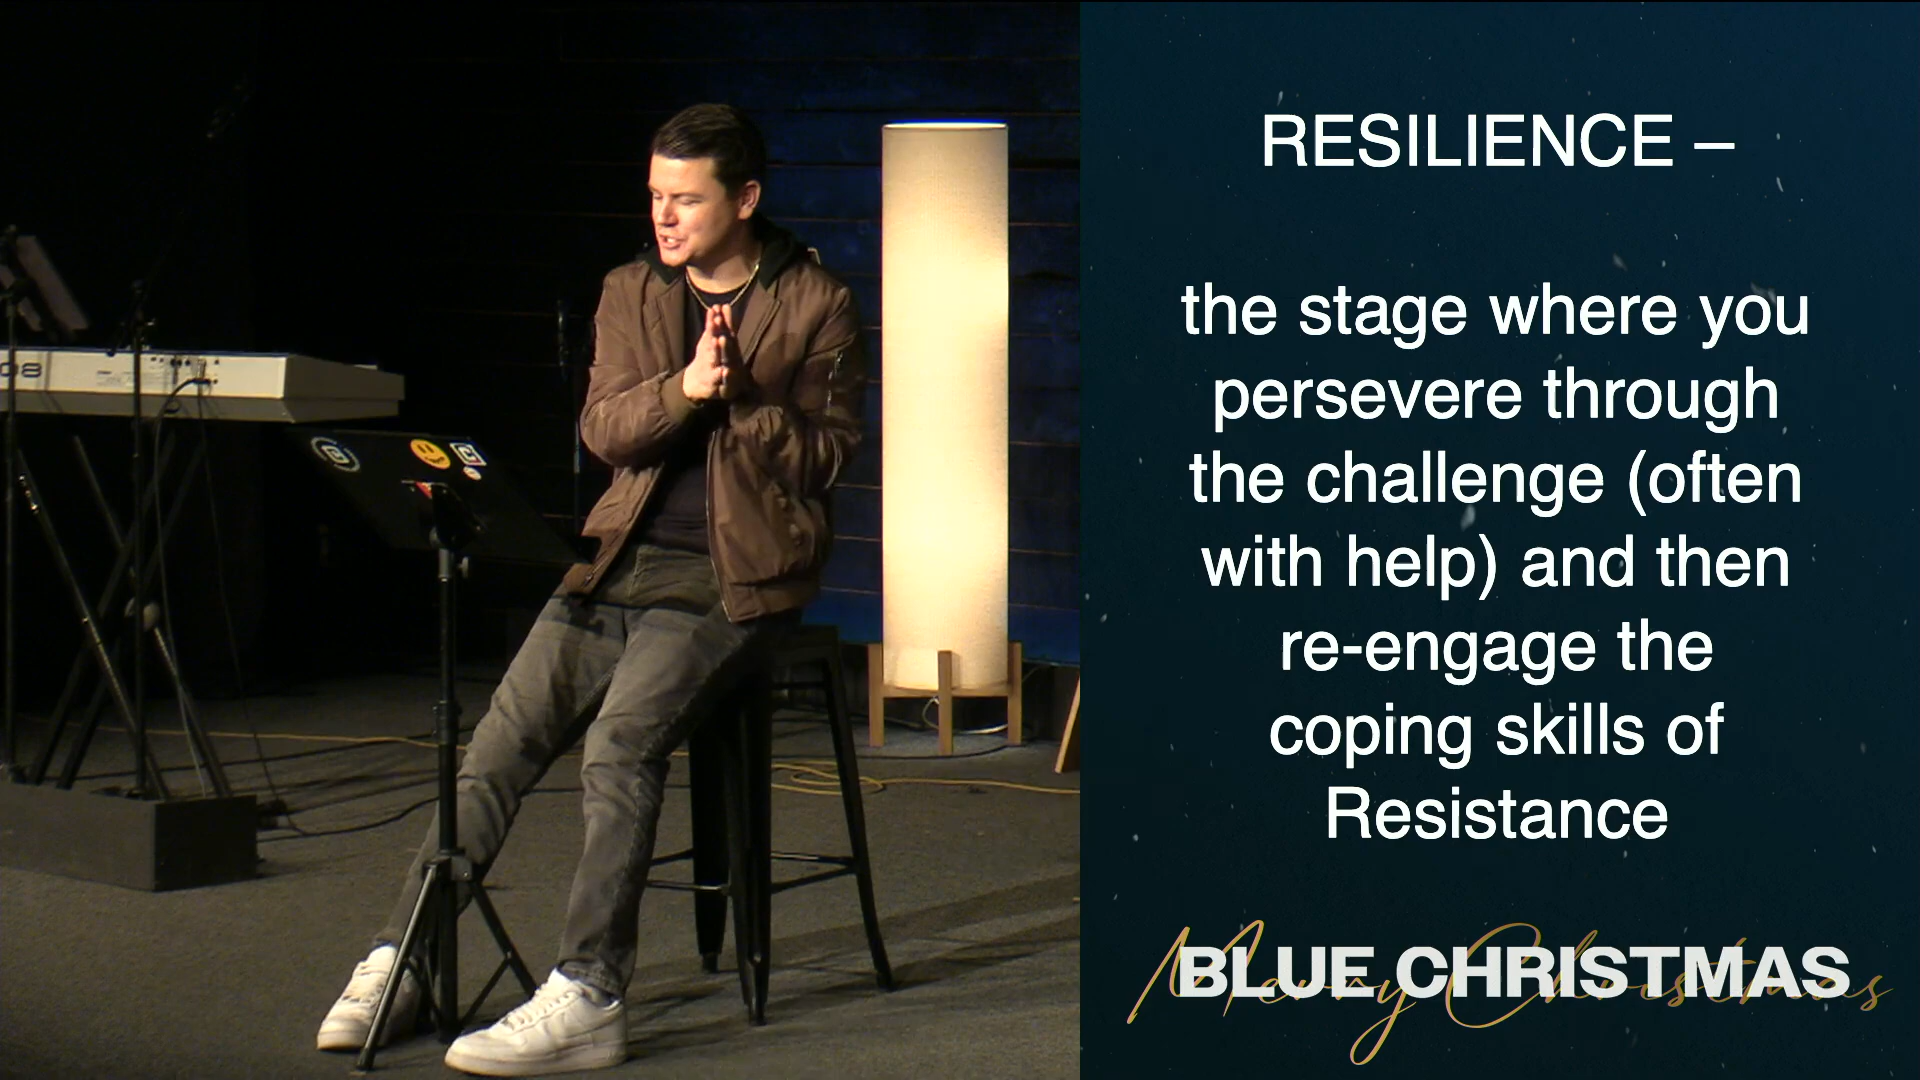 08
RESILIENCE –
the stage where you
persevere through
the challenge (often
with help) and then
re-engage the
coping skills of
Resistance
Merry Christmas
BLUE CHRISTMAS